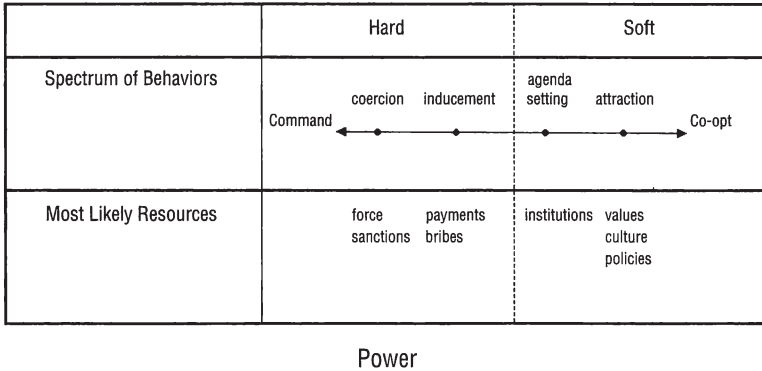 Hard
Soft
Spectrum of Behaviors
coercion
inducement
agenda
setting
attraction
Command
Co-opt
Most Likely Resources
force
sanctions
payments
bribes
institutions
values
culture
policies
Power